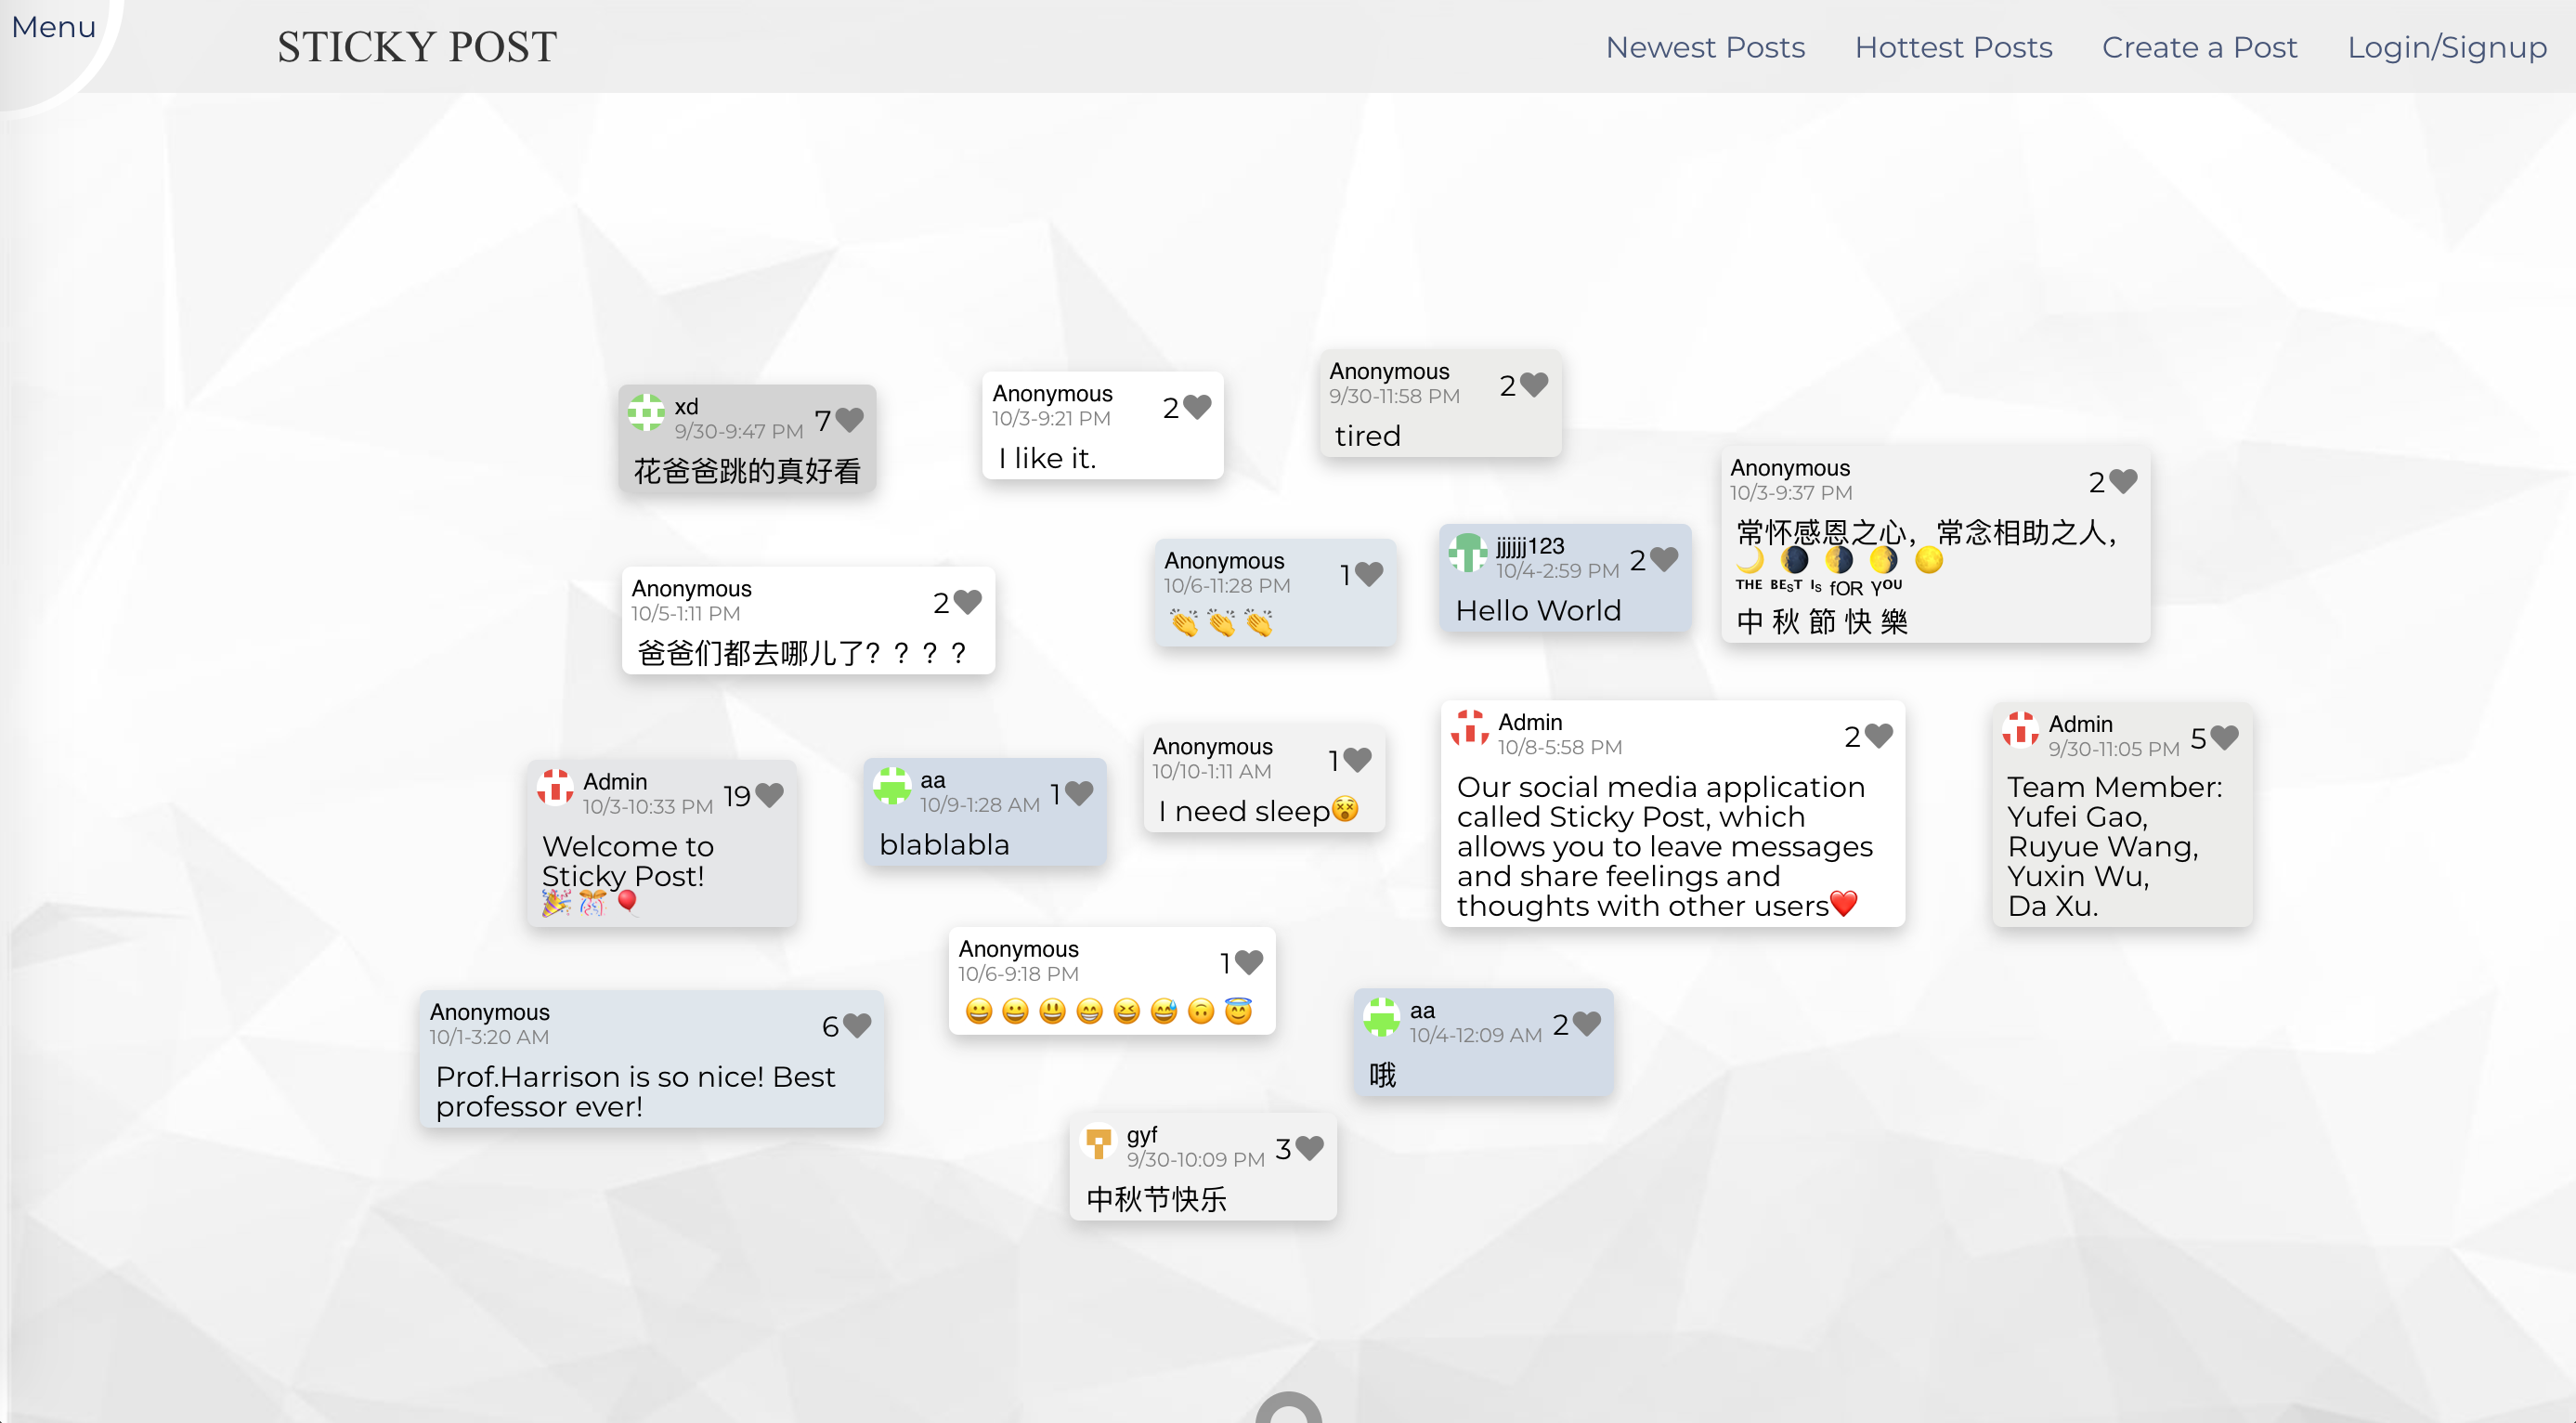 Menu
STICKY POST
Newest Posts
Hottest Posts
Create a Post
Login/Signup
Anonymous
9/30-11:58 PM
2
tired
Anonymous
10/3-9:21 PM
2
I like it.
xd
9/30-9:47 PM
7
花爸爸跳的真好看
Anonymous
10/3-9:37 PM
2
常怀感恩之心，常念相助之人，
🌙 🌒 🌓 🌔 🌕
ᵀᴴᴱ ᴮᴱˢᵀ ᴵˢ fOR Yᴼᵁ
中 秋 節 快 樂
jjjjjj123
10/4-2:59 PM
2
Hello World
Anonymous
10/6-11:28 PM
1
👏 👏 👏
Anonymous
10/5-1:11 PM
2
爸爸们都去哪儿了？？？？
Admin
10/8-5:58 PM
2
Our social media application
called Sticky Post, which
allows you to leave messages
and share feelings and
thoughts with other users❤️
Admin
9/30-11:05 PM
5
Team Member:
Yufei Gao,
Ruyue Wang,
Yuxin Wu,
Da Xu.
Anonymous
10/10-1:11 AM
1
I need sleep😵
aa
10/9-1:28 AM
1
blablabla
Admin
10/3-10:33 PM
19
Welcome to
Sticky Post!
🎉 🎊 🎈
Anonymous
10/6-9:18 PM
1
😀 😀 😃 😁 😆 😅 🙃 😇
aa
10/4-12:09 AM
2
哦
Anonymous
10/1-3:20 AM
6
Prof.Harrison is so nice! Best
professor ever!
gyf
9/30-10:09 PM
3
中秋节快乐